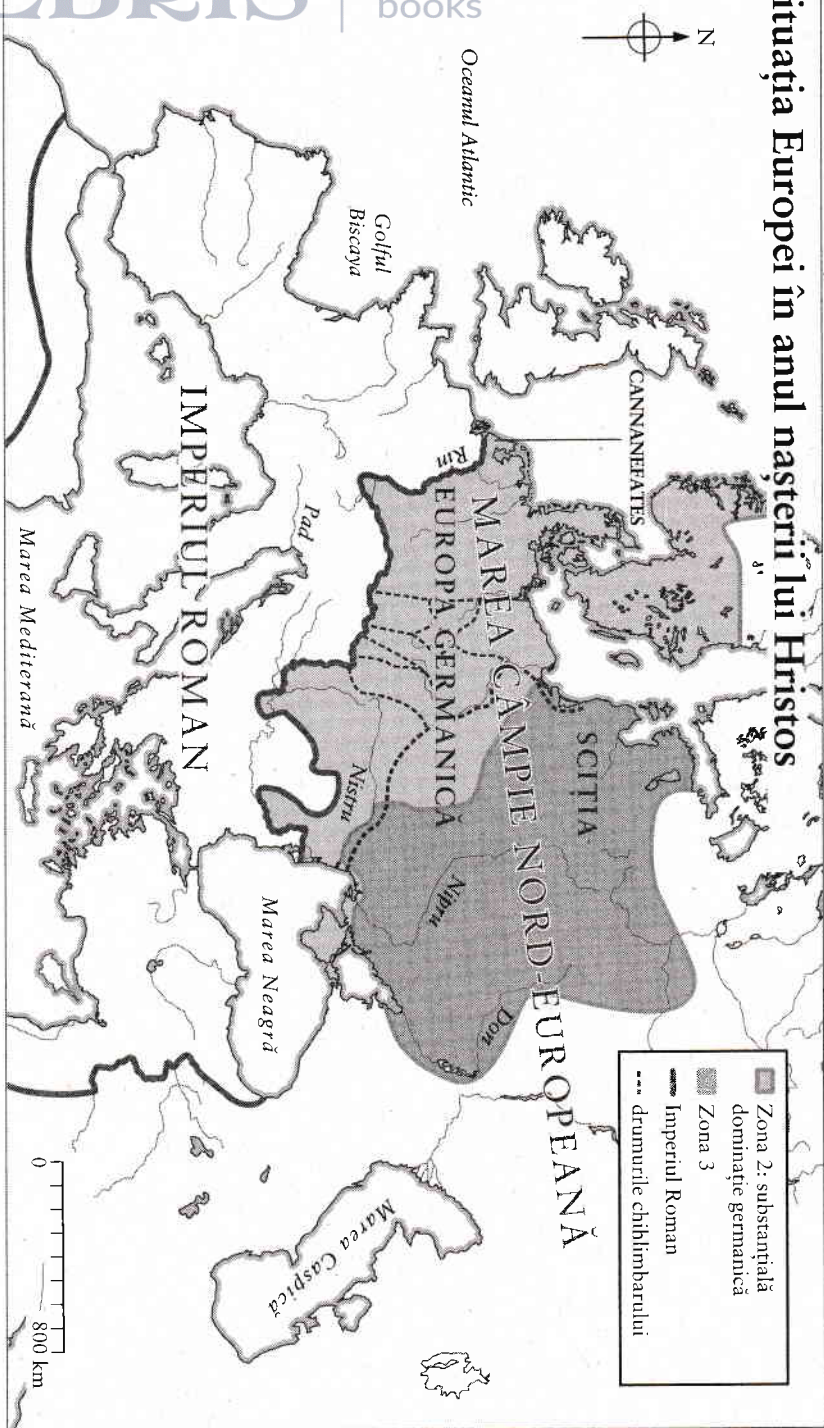 BRIS
books
ituația Europei în anul nașterii lui Hristos
N
Oceanul Atlantic
Golful
Biscaya
CANNANEFATES
Rin
MAREA CÂMPIE NORD-EUROPEANĂ
EUROPA GERMANICĂ
SCIȚIA
Pad
IMPERIUL ROMAN
Nistru
Nipru
Don
Marea Mediterană
Marea Neagră
Marea Caspică
Zona 2: substanțială
dominație germanică
Zona 3
Imperiul Roman
drumurile chihlimbarului
0
800 km